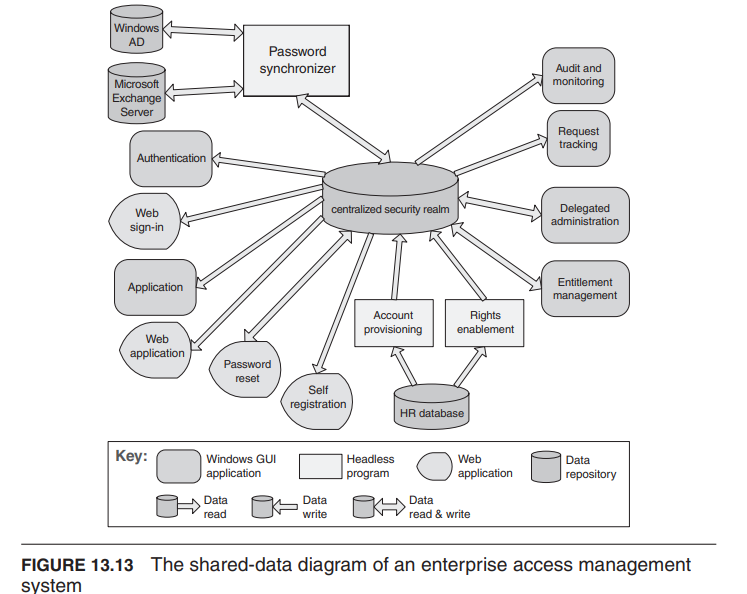 Windows
AD
Password
synchronizer
Microsoft
Exchange
Server
Audit and
monitoring
Request
tracking
Authentication
Web
sign-in
centralized security realm
Delegated
administration
Application
Entitlement
management
Web
application
Account
provisioning
Rights
enablement
Password
reset
Self
registration
HR database
Key:
Windows GUI
application
Headless
program
Web
application
Data
repository
Data
read
Data
write
Data
read & write
FIGURE 13.13 The shared-data diagram of an enterprise access management
system